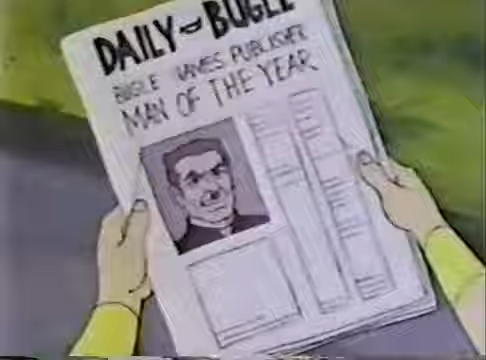 DAILY BUGLE
BUGLE NAMES PUBLISHER
MAN OF THE YEAR